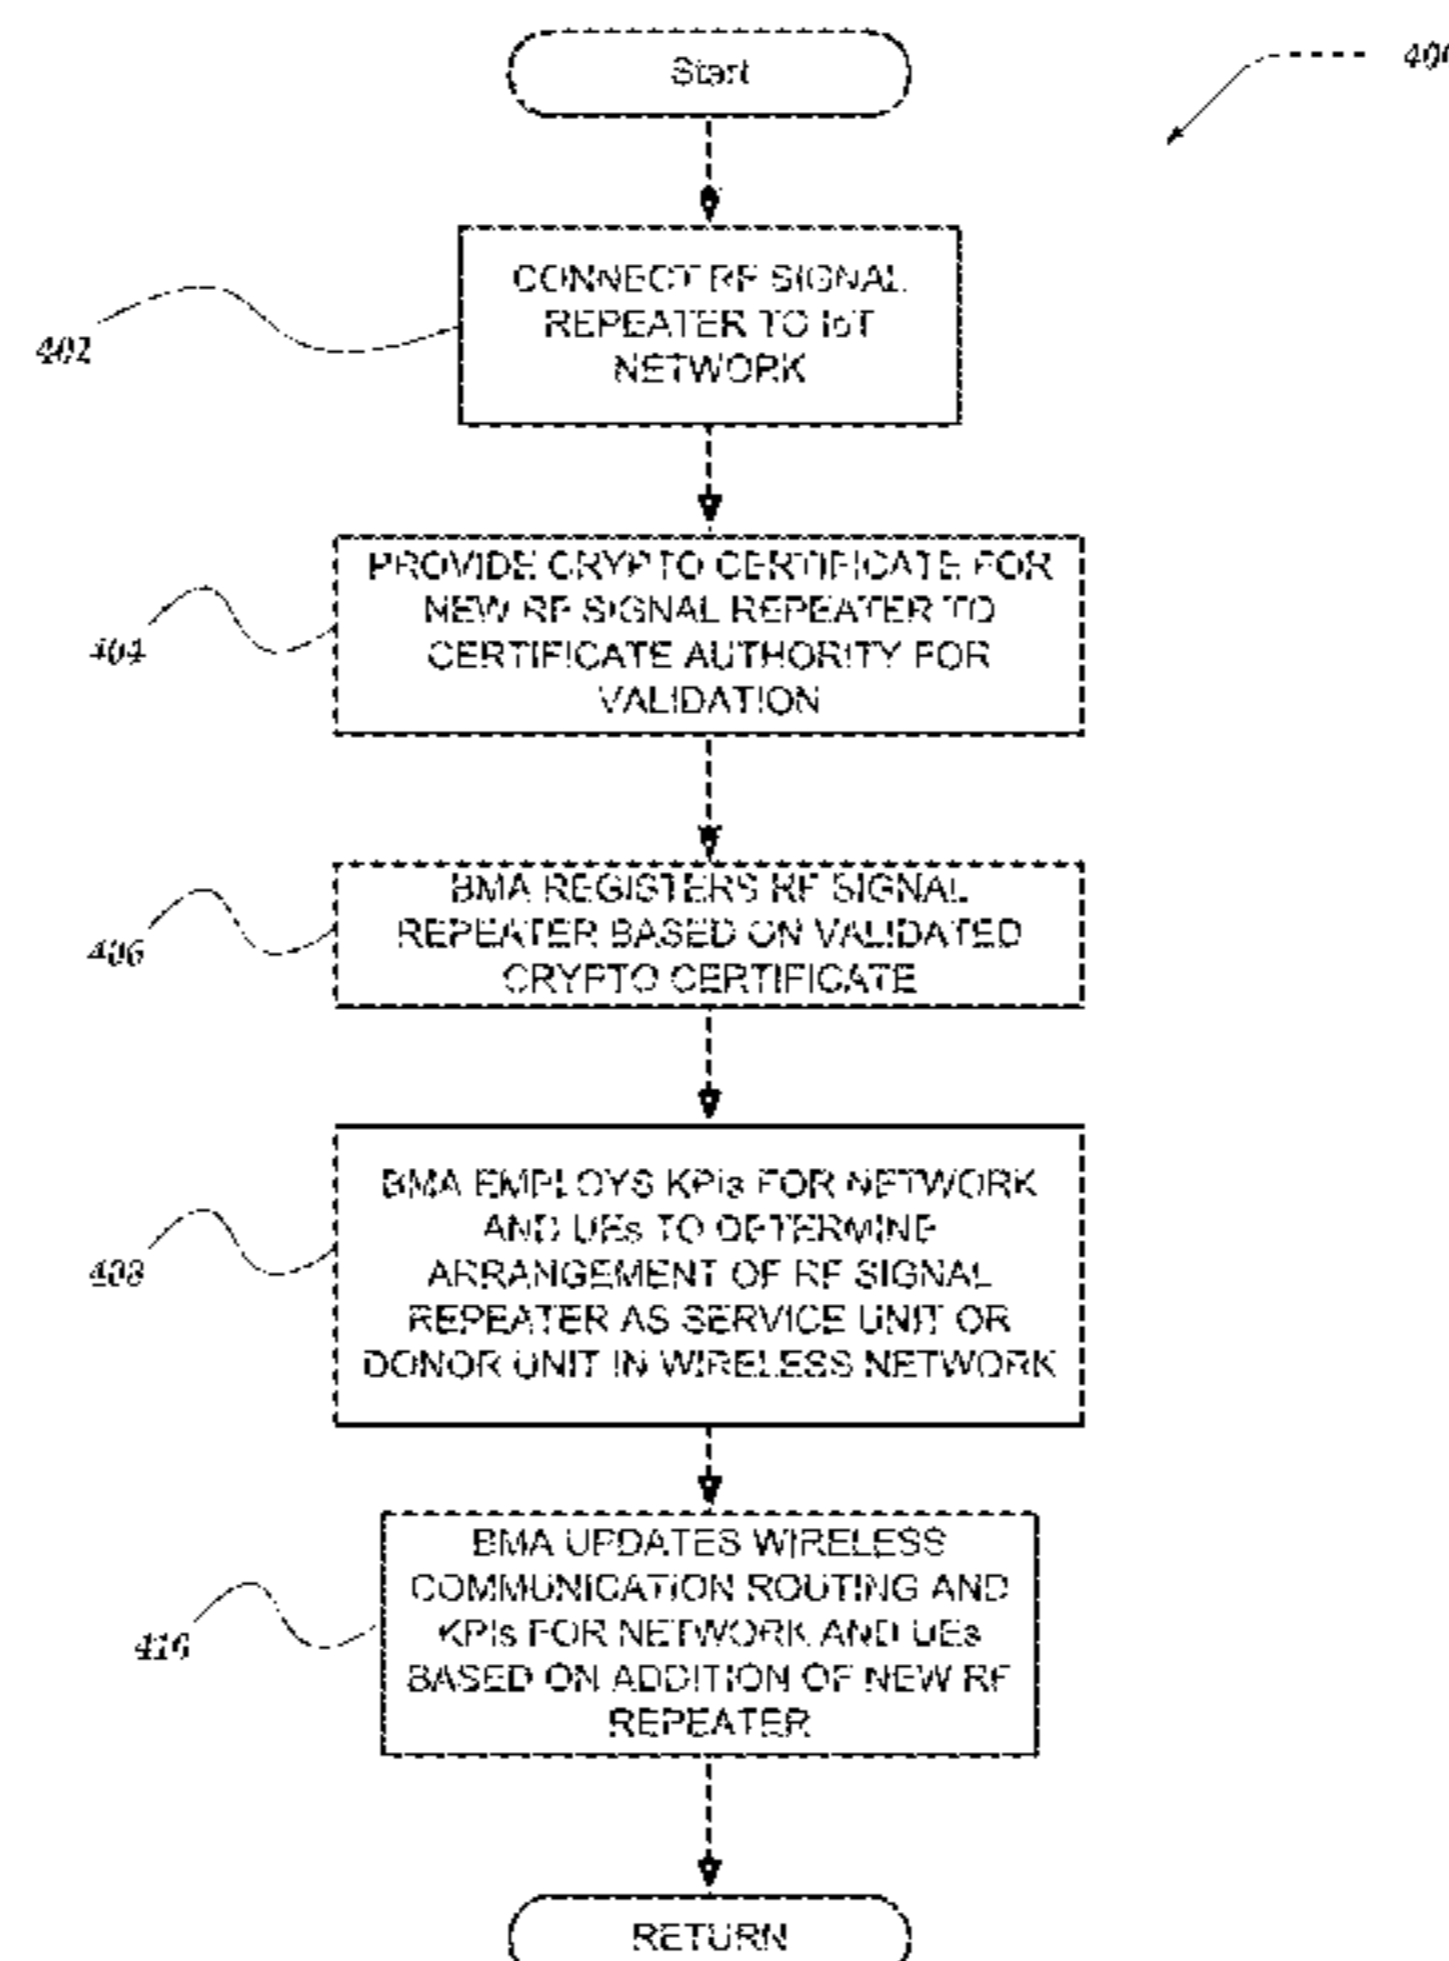 Start
400
CONNECT RF SIGNAL
REPEATER TO IoT
NETWORK
402
PROVIDE CRYPTO CERTIFICATE FOR
NEW RF SIGNAL REPEATER TO
CERTIFICATE AUTHORITY FOR
VALIDATION
404
BMA REGISTERS RF SIGNAL
REPEATER BASED ON VALIDATED
CRYPTO CERTIFICATE
406
BMA EMPLOYS KPIs FOR NETWORK
AND UEs TO DETERMINE
ARRANGEMENT OF RF SIGNAL
REPEATER AS SERVICE UNIT OR
DONOR UNIT IN WIRELESS NETWORK
408
BMA UPDATES WIRELESS
COMMUNICATION ROUTING AND
KPIs FOR NETWORK AND UEs
BASED ON ADDITION OF NEW RF
REPEATER
410
RETURN